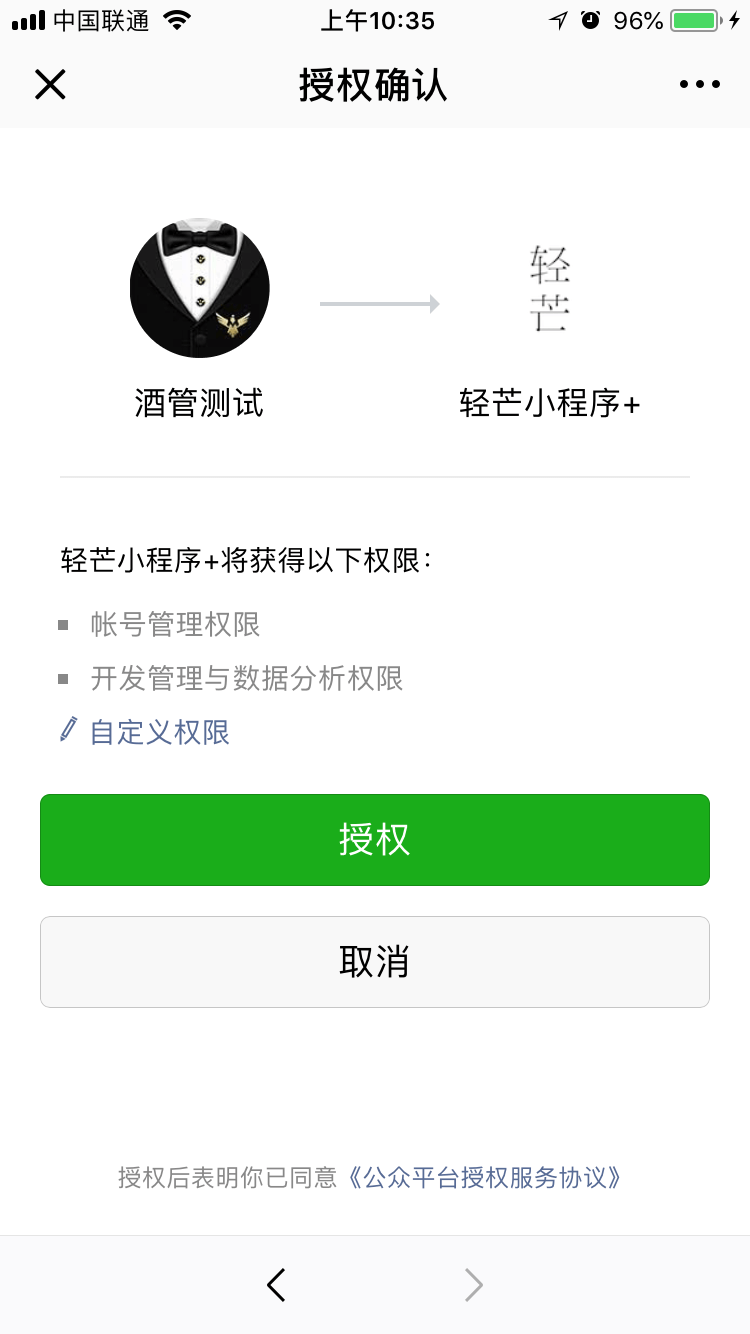 中国联通
上午10:35
96%
授权确认
轻
芒
酒管测试
轻芒小程序+
轻芒小程序+将获得以下权限：
帐号管理权限
开发管理与数据分析权限
自定义权限
授权
取消
授权后表明你已同意《公众平台授权服务协议》